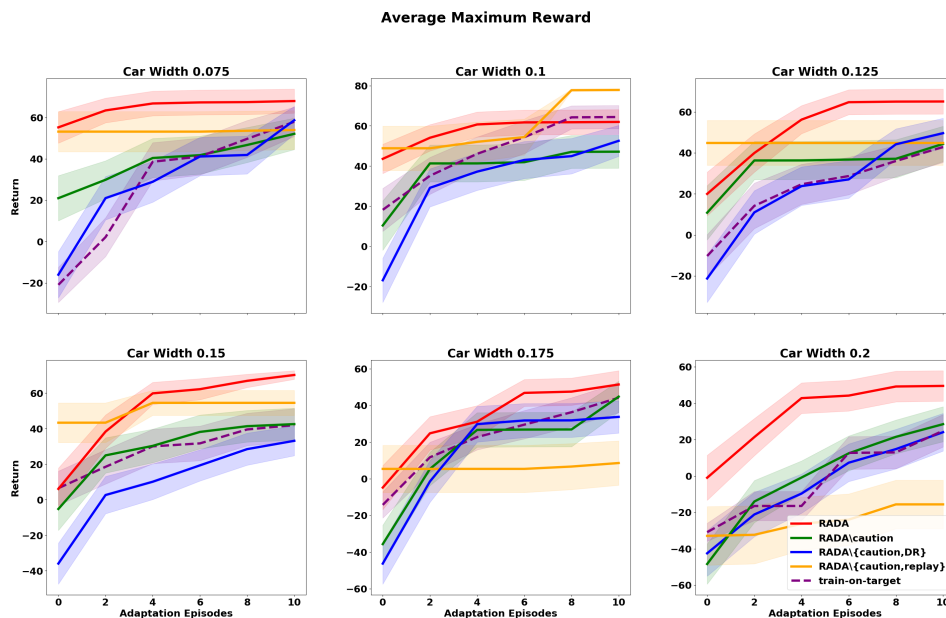 Average Maximum Reward
Car Width 0.075
Car Width 0.1
Car Width 0.125
60
40
20
0
−20
Return
80
60
40
20
0
−20
60
40
20
0
−20
Car Width 0.15
Car Width 0.175
Car Width 0.2
60
40
20
0
−20
−40
Return
0 2 4 6 8 10
Adaptation Episodes
60
40
20
0
−20
−40
−60
0 2 4 6 8 10
Adaptation Episodes
60
40
20
0
−20
−40
−60
0 2 4 6 8 10
Adaptation Episodes
RADA
RADA\caution
RADA\{caution,DR}
RADA\{caution,replay}
train-on-target